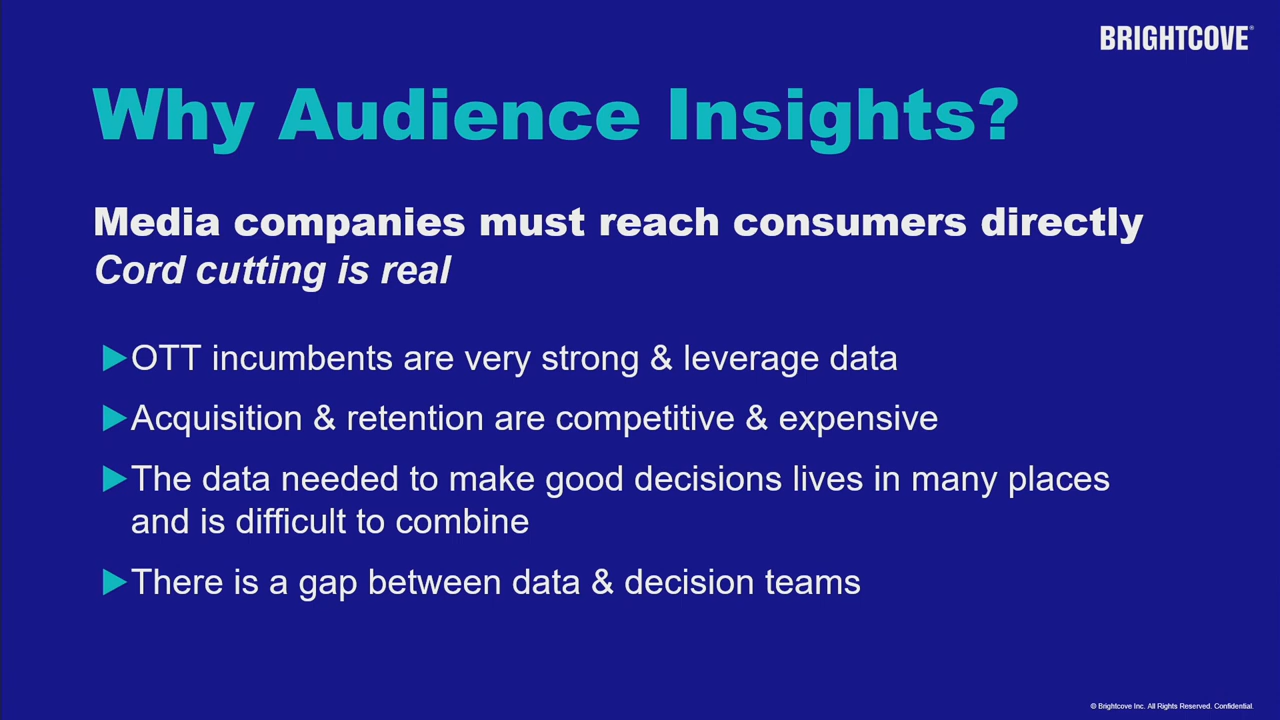 BRIGHTCOVE®
Why Audience Insights?
Media companies must reach consumers directly
Cord cutting is real
▶OTT incumbents are very strong & leverage data
▶Acquisition & retention are competitive & expensive
▶The data needed to make good decisions lives in many places
and is difficult to combine
▶There is a gap between data & decision teams
© Brightcove Inc. All Rights Reserved. Confidential.